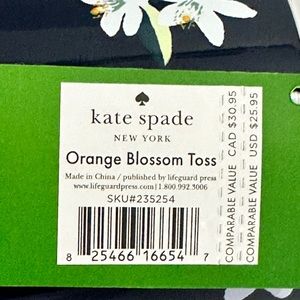 kate spade
NEW YORK
Orange Blossom Toss
Made in China / published by lifeguard press
www.lifeguardpress.com | 1.800.992.3006
SKU#235254
8 25466 16654 7
COMPARABLE VALUE CAD $30.95
COMPARABLE VALUE USD $25.95